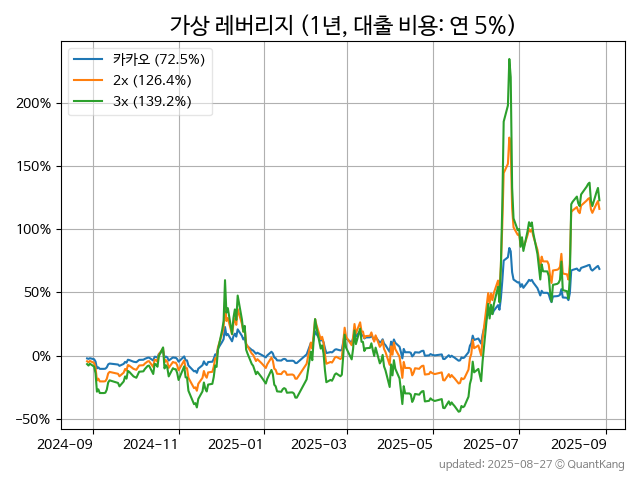 가상 레버리지 (1년, 대출 비용: 연 5%)
카카오 (72.5%)
2x (126.4%)
3x (139.2%)
200%
150%
100%
50%
0%
−50%
2024-09 2024-11 2025-01 2025-03 2025-05 2025-07 2025-09
updated: 2025-08-27 © QuantKang